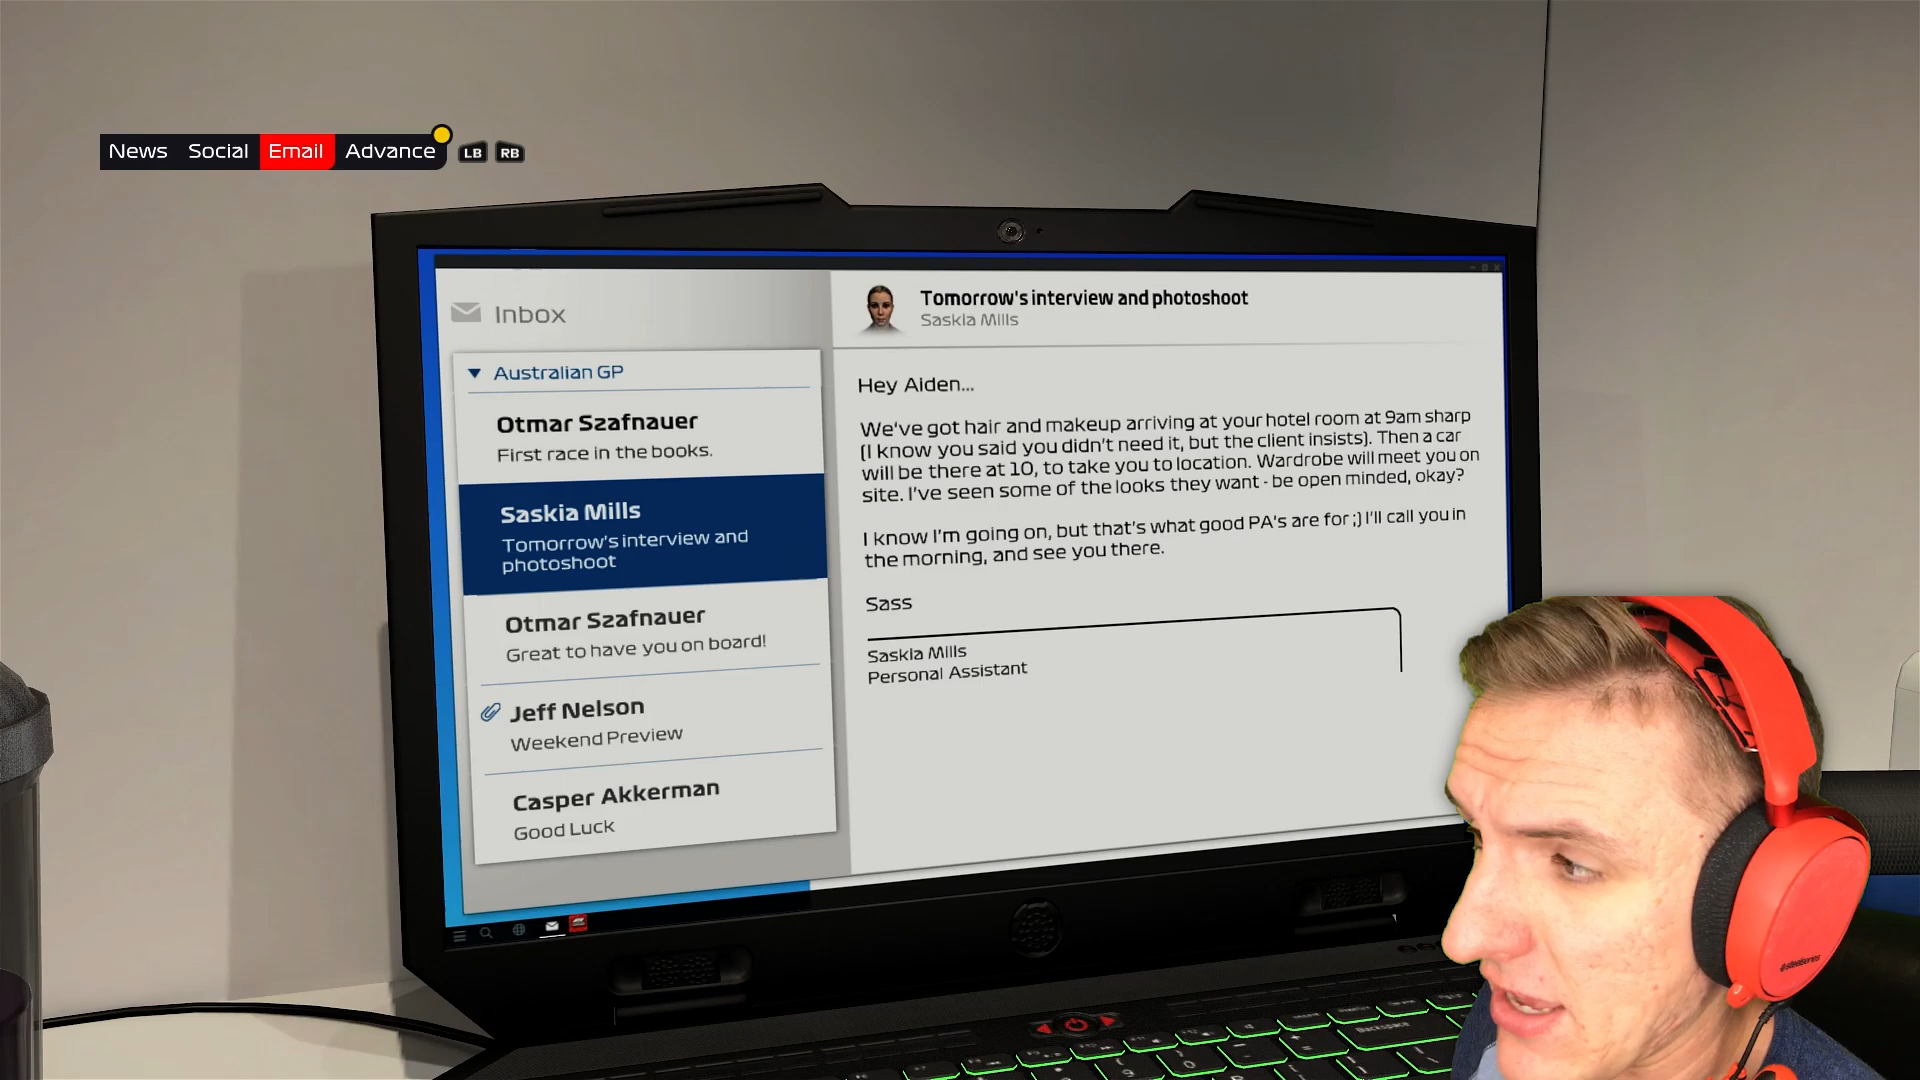 News Social Email Advance LB RB
Inbox
Australian GP
Otmar Szafnauer
First race in the books.
Saskia Mills
Tomorrow's interview and
photoshoot
Otmar Szafnauer
Great to have you on board!
Jeff Nelson
Weekend Preview
Casper Akkerman
Good Luck
Tomorrow's interview and photoshoot
Saskia Mills
Hey Aiden...
We've got hair and makeup arriving at your hotel room at 9am sharp
(I know you said you didn't need it, but the client insists). Then a car
will be there at 10, to take you to location. Wardrobe will meet you on
site. I've seen some of the looks they want - be open minded, okay?
I know I'm going on, but that's what good PA's are for ;) I'll call you in
the morning, and see you there.
Sass
Saskia Mills
Personal Assistant
steelseries
Backspace